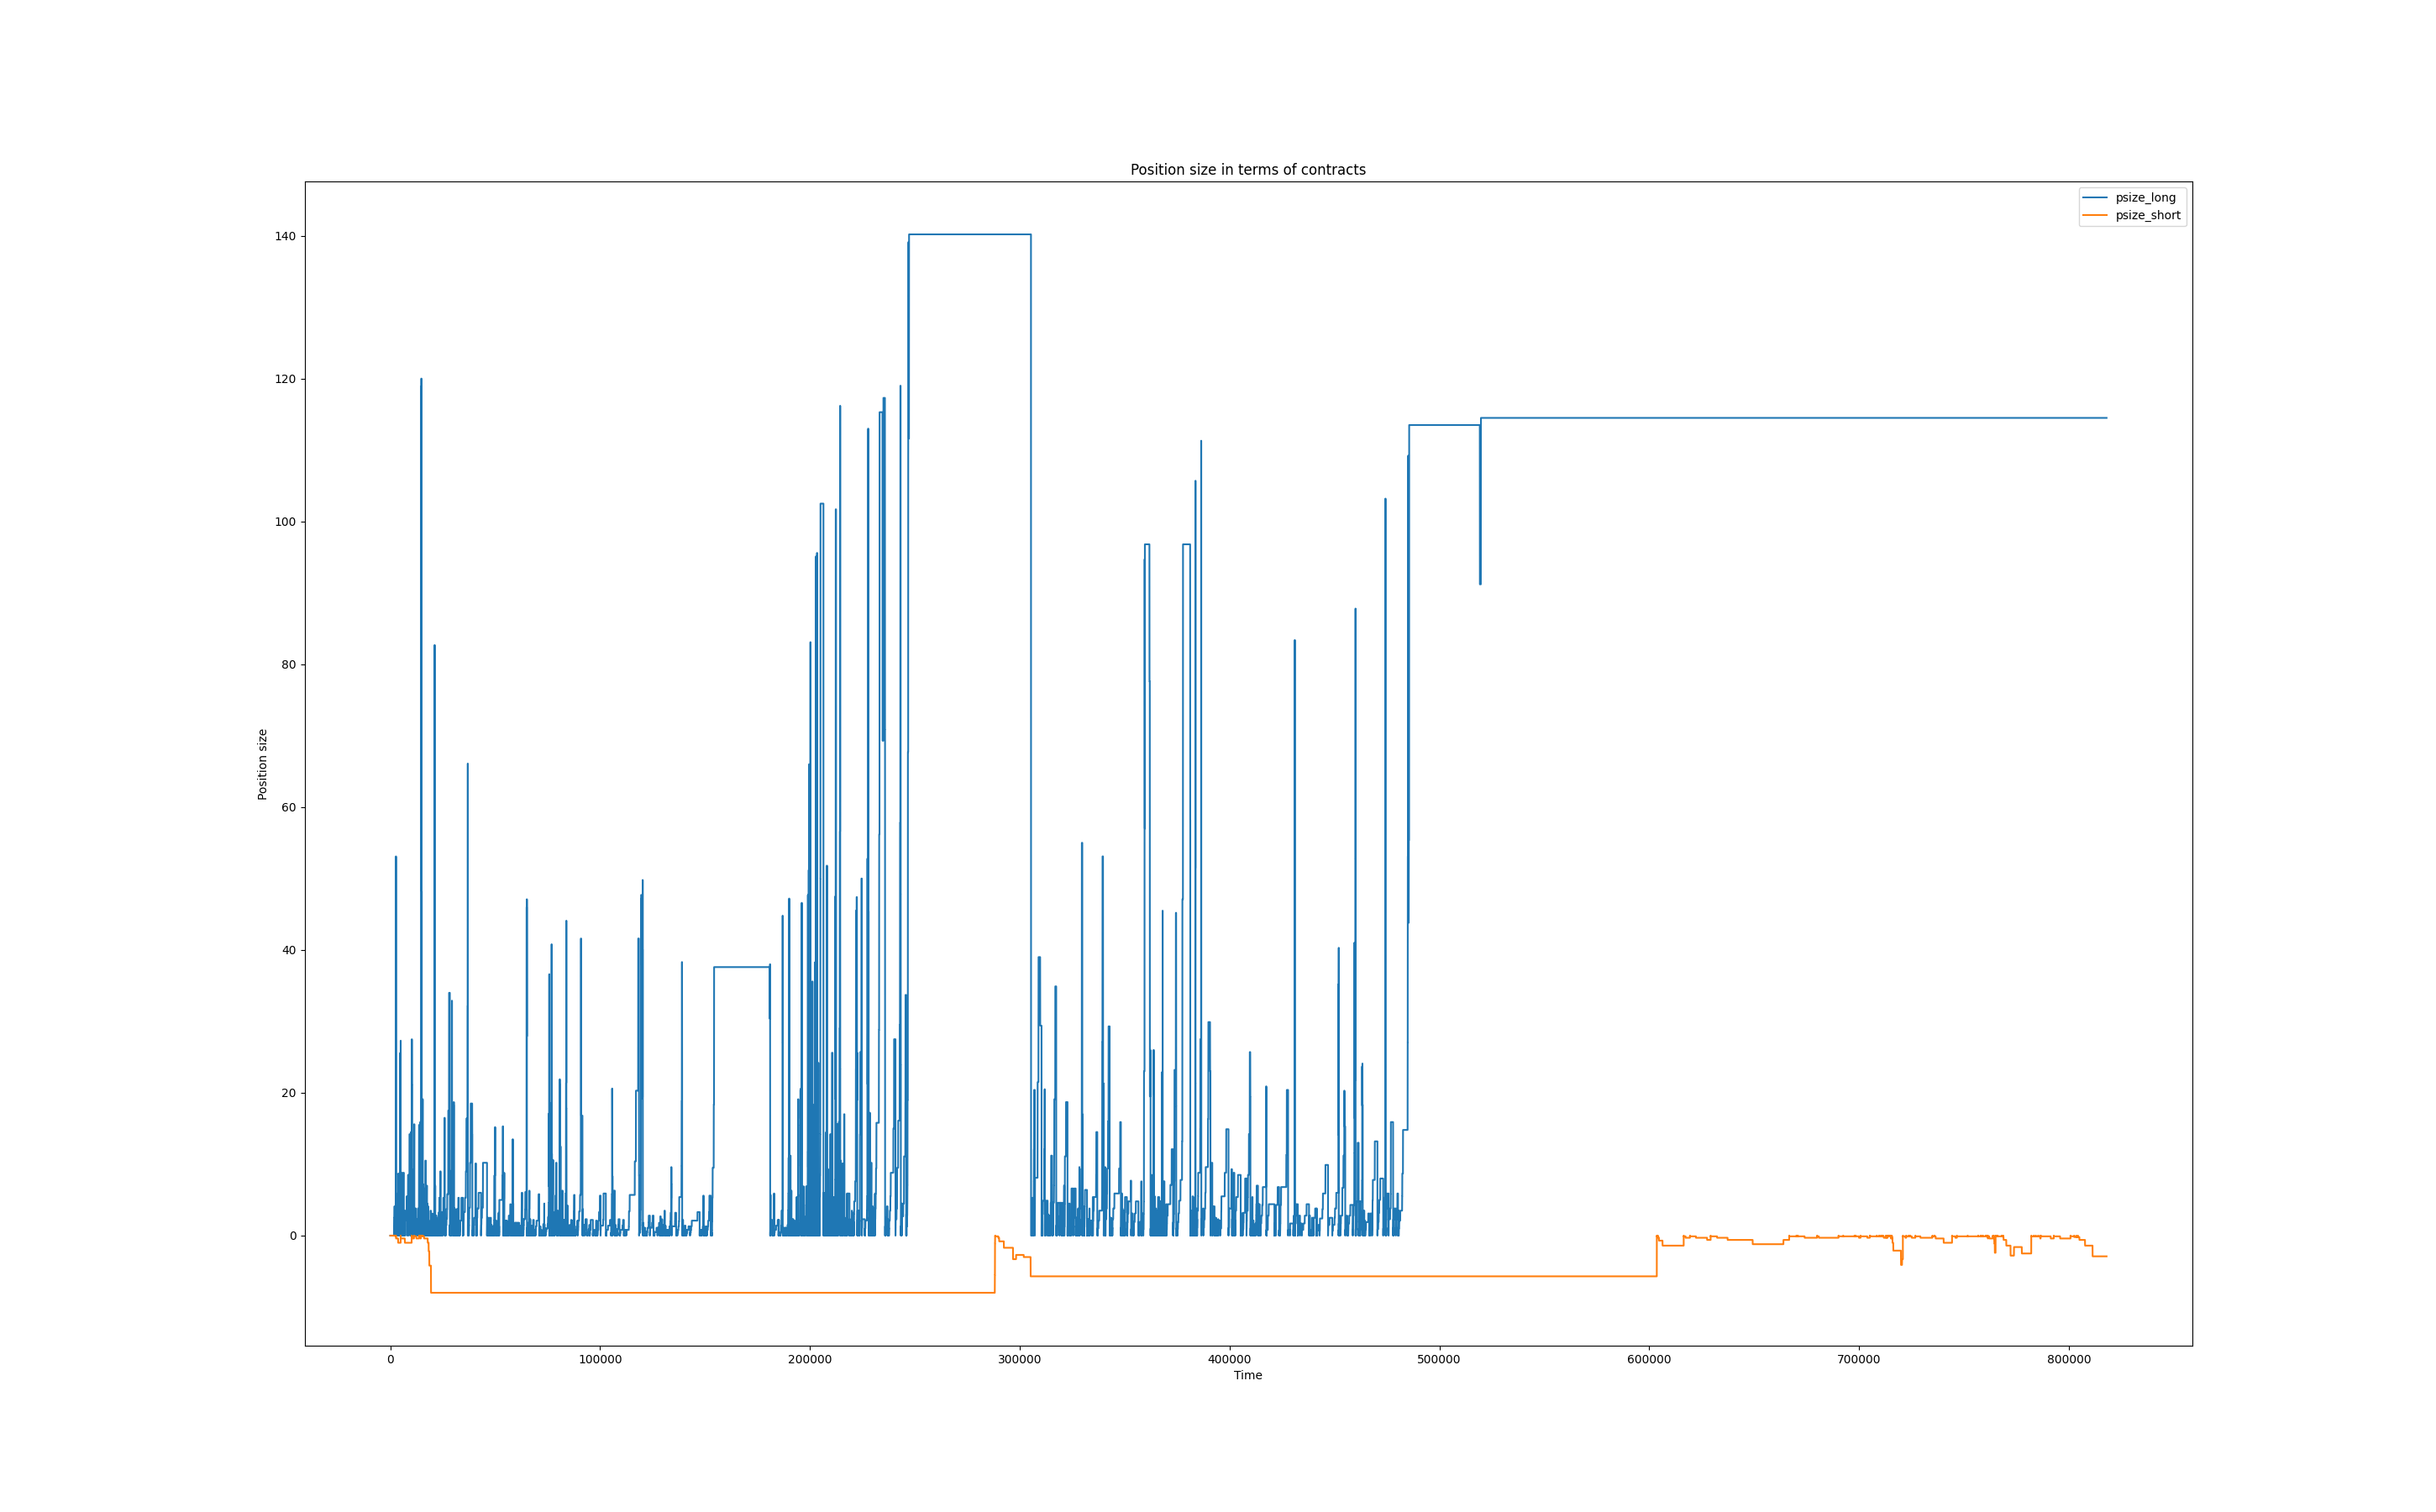 Position size in terms of contracts
psize_long
psize_short
140
120
100
80
60
40
20
0
Position size
0 100000 200000 300000 400000 500000 600000 700000 800000
Time